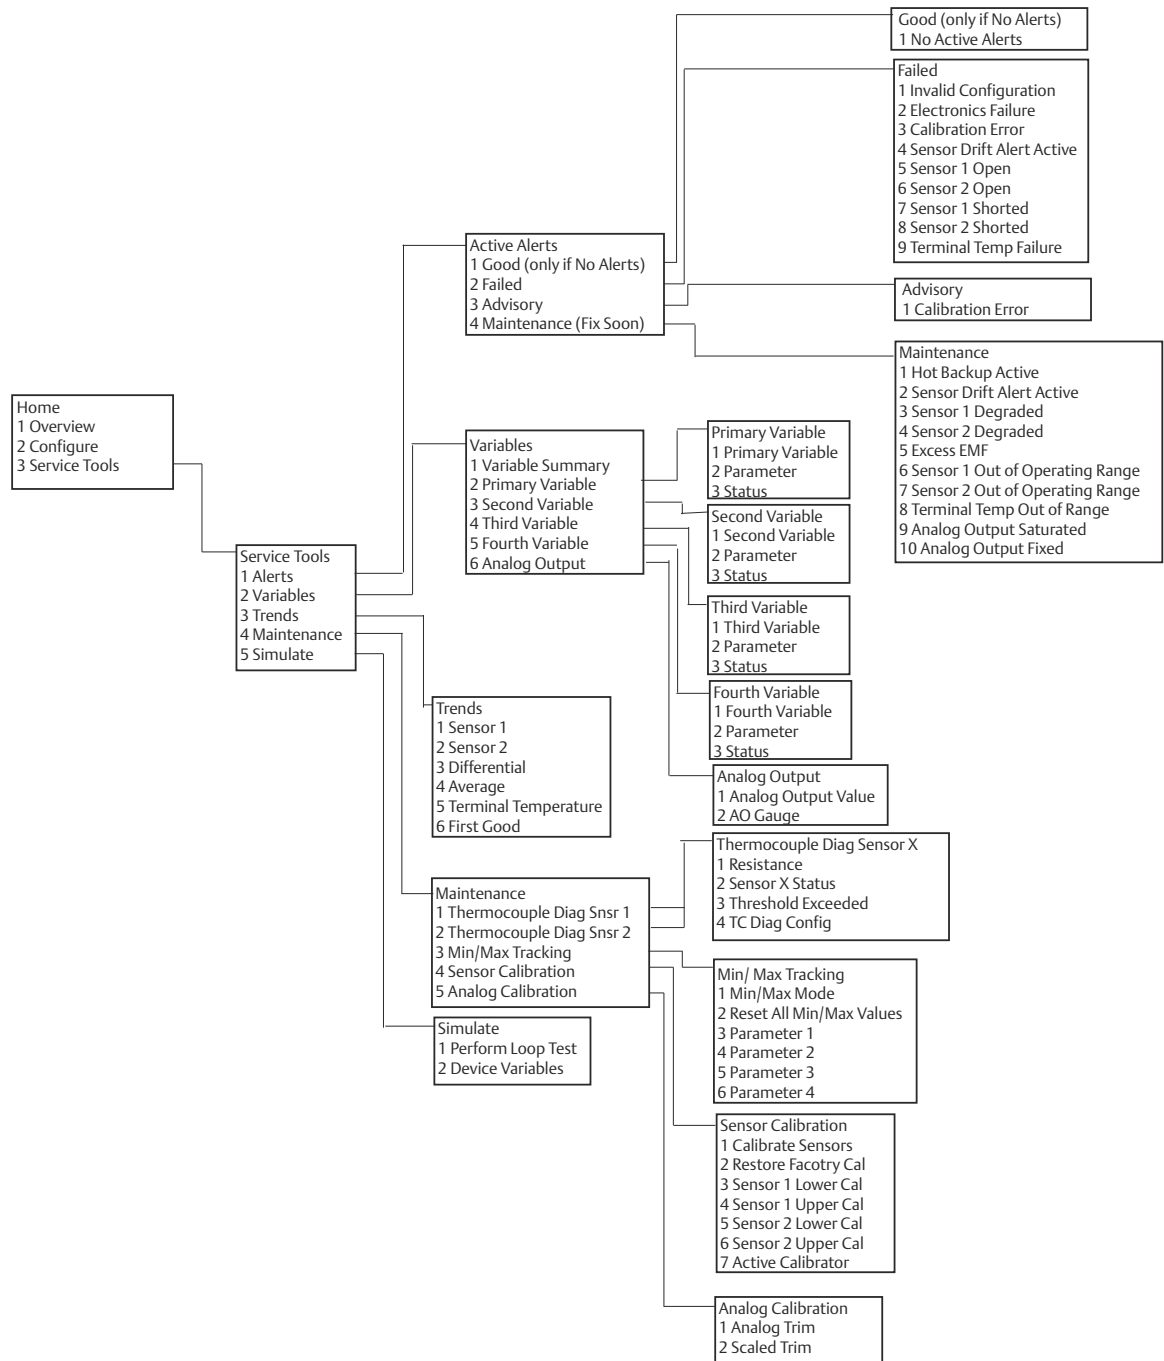 Home
1 Overview
2 Configure
3 Service Tools
Service Tools
1 Alerts
2 Variables
3 Trends
4 Maintenance
5 Simulate
Active Alerts
1 Good (only if No Alerts)
2 Failed
3 Advisory
4 Maintenance (Fix Soon)
Variables
1 Variable Summary
2 Primary Variable
3 Second Variable
4 Third Variable
5 Fourth Variable
6 Analog Output
Trends
1 Sensor 1
2 Sensor 2
3 Differential
4 Average
5 Terminal Temperature
6 First Good
Maintenance
1 Thermocouple Diag Snsr 1
2 Thermocouple Diag Snsr 2
3 Min/Max Tracking
4 Sensor Calibration
5 Analog Calibration
Simulate
1 Perform Loop Test
2 Device Variables
Good (only if No Alerts)
1 No Active Alerts
Failed
1 Invalid Configuration
2 Electronics Failure
3 Calibration Error
4 Sensor Drift Alert Active
5 Sensor 1 Open
6 Sensor 2 Open
7 Sensor 1 Shorted
8 Sensor 2 Shorted
9 Terminal Temp Failure
Advisory
1 Calibration Error
Maintenance
1 Hot Backup Active
2 Sensor Drift Alert Active
3 Sensor 1 Degraded
4 Sensor 2 Degraded
5 Excess EMF
6 Sensor 1 Out of Operating Range
7 Sensor 2 Out of Operating Range
8 Terminal Temp Out of Range
9 Analog Output Saturated
10 Analog Output Fixed
Primary Variable
1 Primary Variable
2 Parameter
3 Status
Second Variable
1 Second Variable
2 Parameter
3 Status
Third Variable
1 Third Variable
2 Parameter
3 Status
Fourth Variable
1 Fourth Variable
2 Parameter
3 Status
Analog Output
1 Analog Output Value
2 AO Gauge
Thermocouple Diag Sensor X
1 Resistance
2 Sensor X Status
3 Threshold Exceeded
4 TC Diag Config
Min/ Max Tracking
1 Min/Max Mode
2 Reset All Min/Max Values
3 Parameter 1
4 Parameter 2
5 Parameter 3
6 Parameter 4
Sensor Calibration
1 Calibrate Sensors
2 Restore Facotry Cal
3 Sensor 1 Lower Cal
4 Sensor 1 Upper Cal
5 Sensor 2 Lower Cal
6 Sensor 2 Upper Cal
7 Active Calibrator
Analog Calibration
1 Analog Trim
2 Scaled Trim